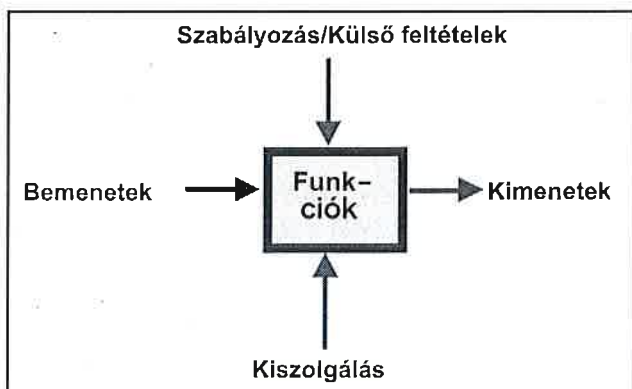 Szabályozás/Külső feltételek
Bemenetek
Funk-
ciók
Kimenetek
Kiszolgálás